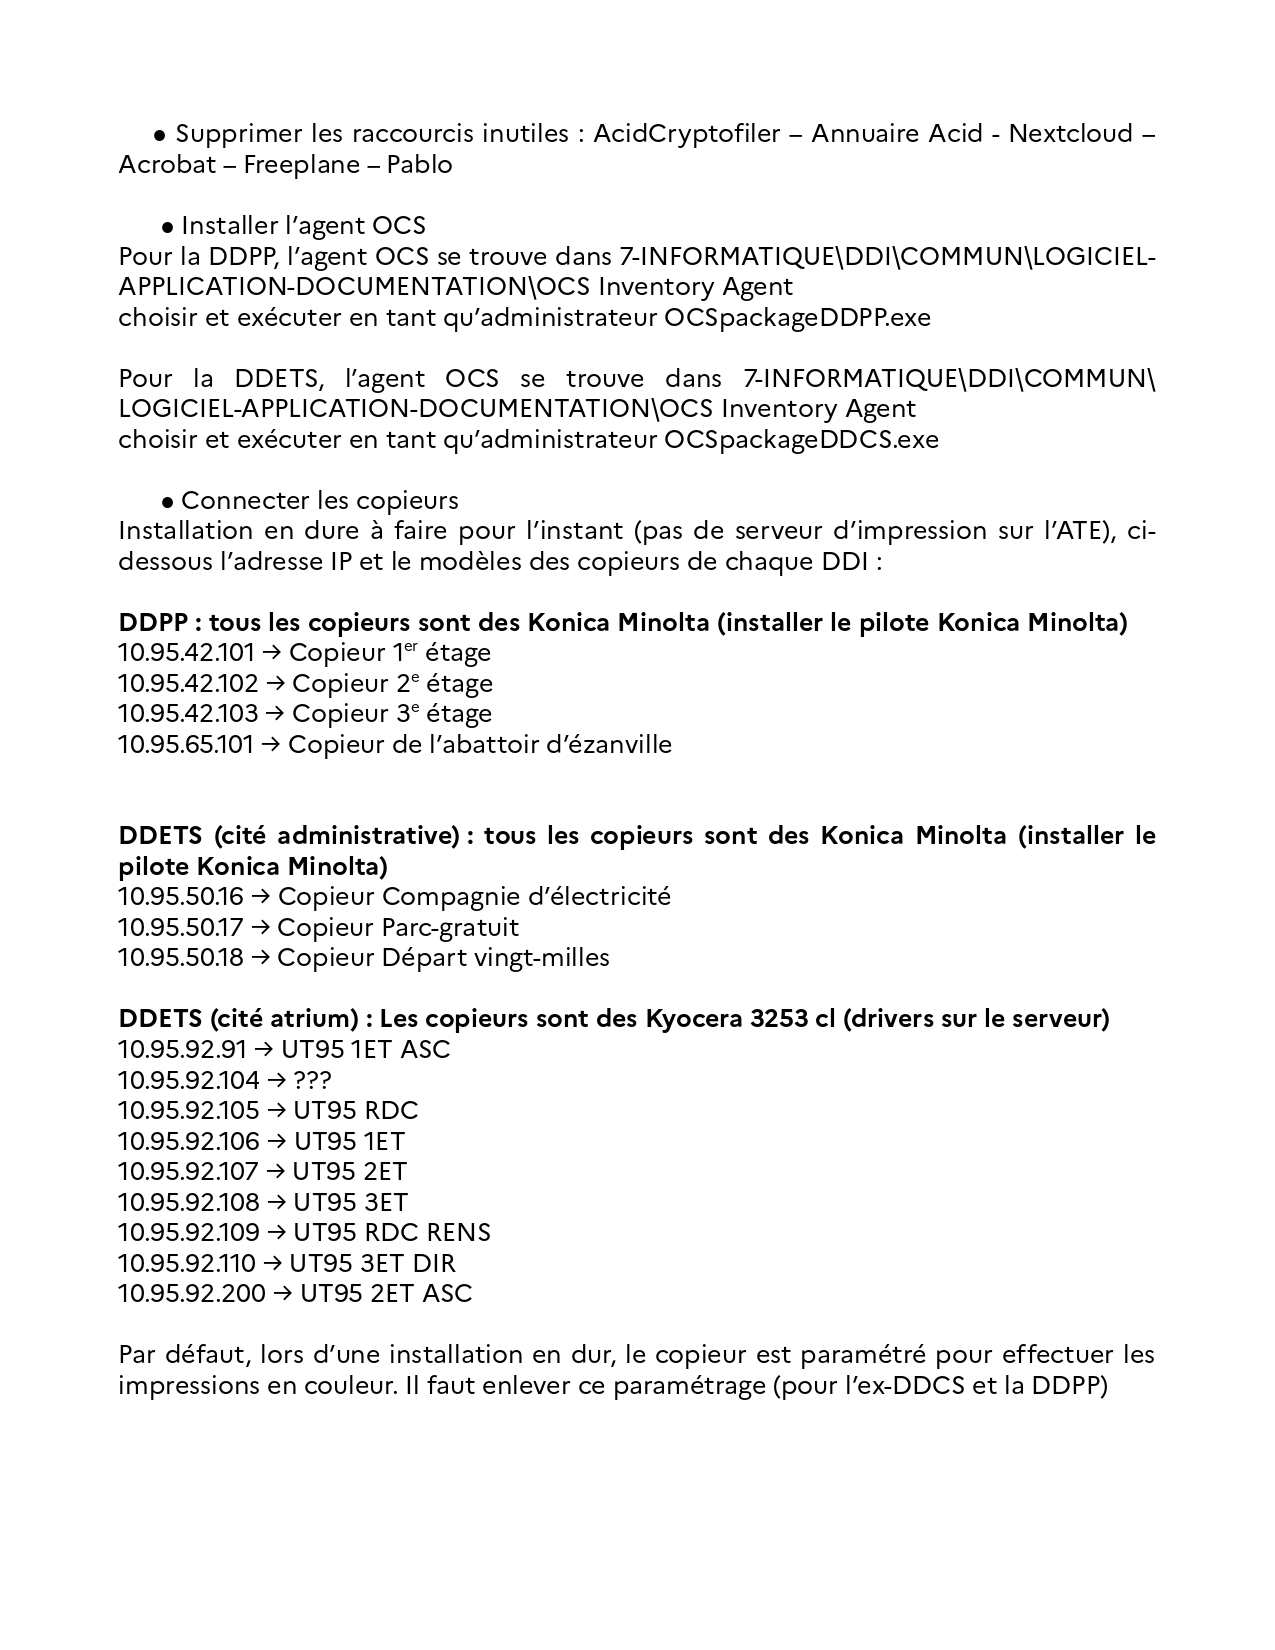 ● Supprimer les raccourcis inutiles : AcidCryptofiler – Annuaire Acid - Nextcloud –
Acrobat – Freeplane – Pablo
● Installer l’agent OCS
Pour la DDPP, l’agent OCS se trouve dans 7-INFORMATIQUE\DDI\COMMUN\LOGICIEL-
APPLICATION-DOCUMENTATION\OCS Inventory Agent
choisir et exécuter en tant qu’administrateur OCSpackageDDPP.exe
Pour la DDETS, l’agent OCS se trouve dans 7-INFORMATIQUE\DDI\COMMUN\
LOGICIEL-APPLICATION-DOCUMENTATION\OCS Inventory Agent
choisir et exécuter en tant qu’administrateur OCSpackageDDCS.exe
● Connecter les copieurs
Installation en dure à faire pour l’instant (pas de serveur d’impression sur l’ATE), ci-
dessous l’adresse IP et le modèles des copieurs de chaque DDI :
DDPP : tous les copieurs sont des Konica Minolta (installer le pilote Konica Minolta)
10.95.42.101 → Copieur 1er étage
10.95.42.102 → Copieur 2e étage
10.95.42.103 → Copieur 3e étage
10.95.65.101 → Copieur de l’abattoir d’ézanville
DDETS (cité administrative) : tous les copieurs sont des Konica Minolta (installer le
pilote Konica Minolta)
10.95.50.16 → Copieur Compagnie d’électricité
10.95.50.17 → Copieur Parc-gratuit
10.95.50.18 → Copieur Départ vingt-milles
DDETS (cité atrium) : Les copieurs sont des Kyocera 3253 cl (drivers sur le serveur)
10.95.92.91 → UT95 1ET ASC
10.95.92.104 → ???
10.95.92.105 → UT95 RDC
10.95.92.106 → UT95 1ET
10.95.92.107 → UT95 2ET
10.95.92.108 → UT95 3ET
10.95.92.109 → UT95 RDC RENS
10.95.92.110 → UT95 3ET DIR
10.95.92.200 → UT95 2ET ASC
Par défaut, lors d’une installation en dur, le copieur est paramétré pour effectuer les
impressions en couleur. Il faut enlever ce paramétrage (pour l’ex-DDCS et la DDPP)